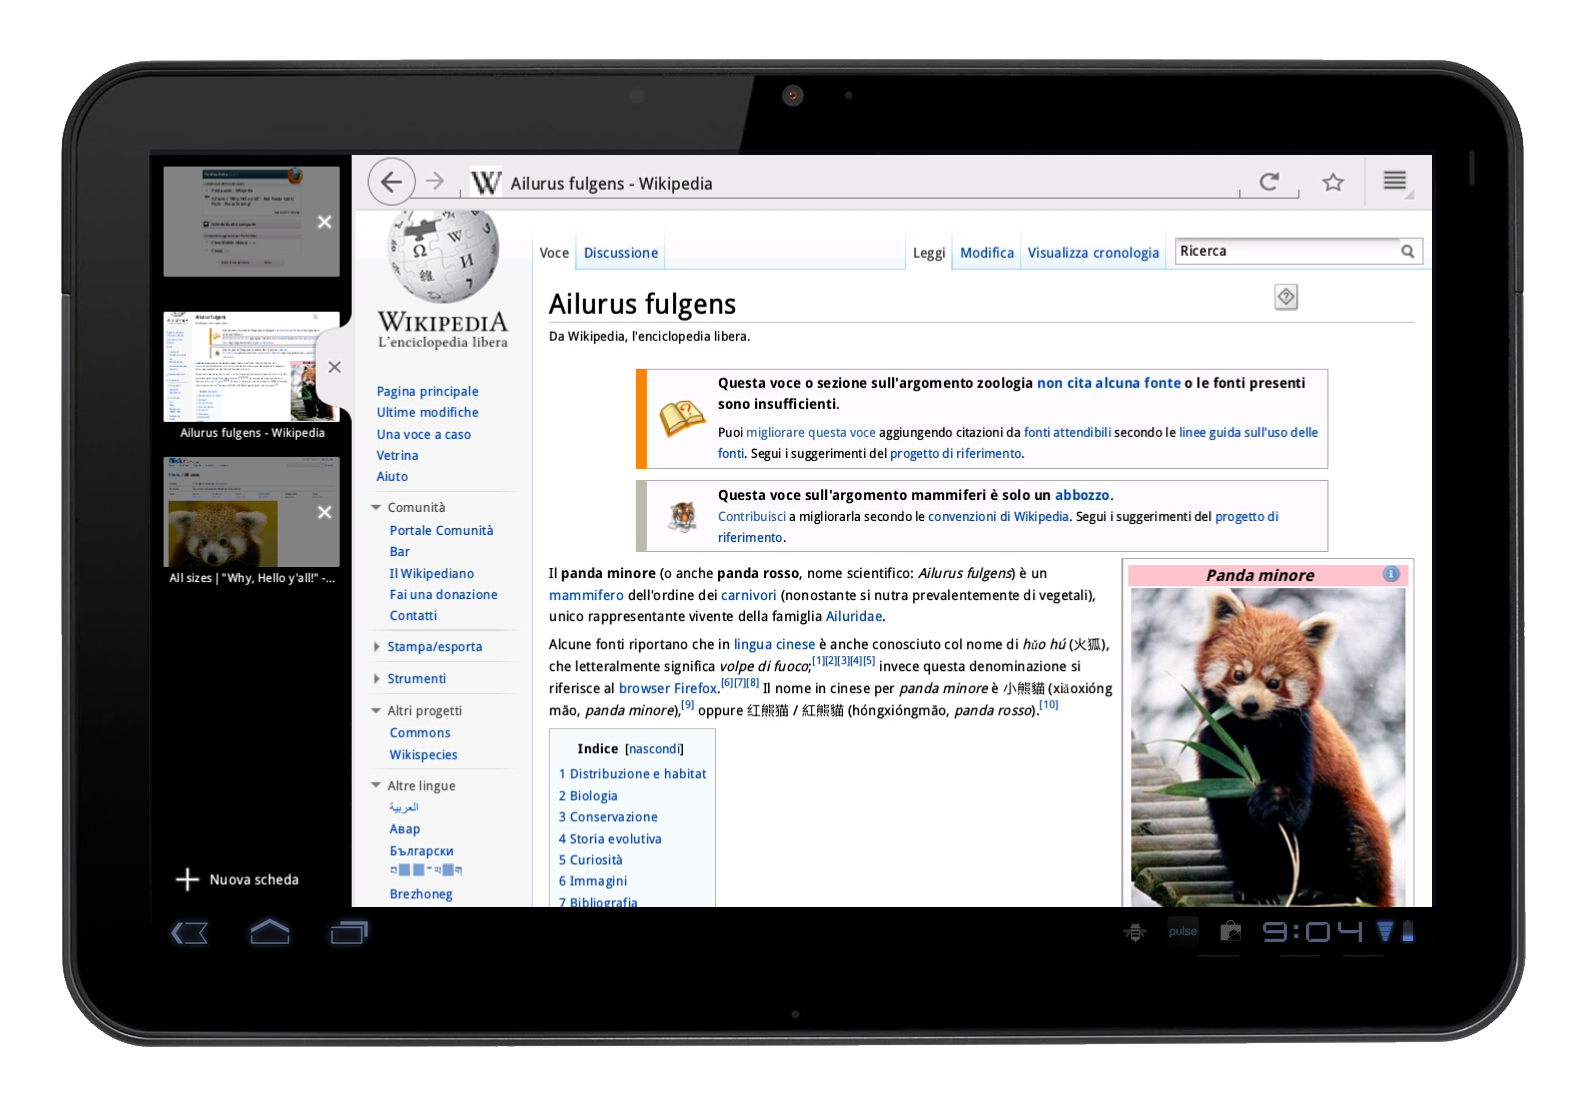 Ailurus fulgens - Wikipedia
Ailurus fulgens - Wikipedia
All sizes | "Why, Hello y'all!" -...
Nuova scheda
WIKIPEDIA
L'enciclopedia libera
Pagina principale
Ultime modifiche
Una voce a caso
Vetrina
Aiuto
Comunità
Portale Comunità
Bar
Il Wikipediano
Fai una donazione
Contatti
Stampa/esporta
Strumenti
Altri progetti
Commons
Wikispecies
Altre lingue
العربية
Авар
Български
Brezhoneg
Voce Discussione Leggi Modifica Visualizza cronologia Ricerca
Ailurus fulgens
Da Wikipedia, l'enciclopedia libera.
Questa voce o sezione sull'argomento zoologia non cita alcuna fonte o le fonti presenti
sono insufficienti.
Puoi migliorare questa voce aggiungendo citazioni da fonti attendibili secondo le linee guida sull'uso delle
fonti. Segui i suggerimenti del progetto di riferimento.
Questa voce sull'argomento mammiferi è solo un abbozzo.
Contribuisci a migliorarla secondo le convenzioni di Wikipedia. Segui i suggerimenti del progetto di
riferimento.
Il panda minore (o anche panda rosso, nome scientifico: Ailurus fulgens) è un
mammifero dell'ordine dei carnivori (nonostante si nutra prevalentemente di vegetali),
unico rappresentante vivente della famiglia Ailuridae.
Alcune fonti riportano che in lingua cinese è anche conosciuto col nome di hǔo hú (火狐),
che letteralmente significa volpe di fuoco;[1][2][3][4][5] invece questa denominazione si
riferisce al browser Firefox.[6][7][8] Il nome in cinese per panda minore è 小熊貓 (xiǎoxióng
māo, panda minore),[9] oppure 红熊猫 / 紅熊貓 (hóngxióngmāo, panda rosso).[10]
Panda minore
Indice [nascondi]
1 Distribuzione e habitat
2 Biologia
3 Conservazione
4 Storia evolutiva
5 Curiosità
6 Immagini
7 Bibliografia
pulse
9:04